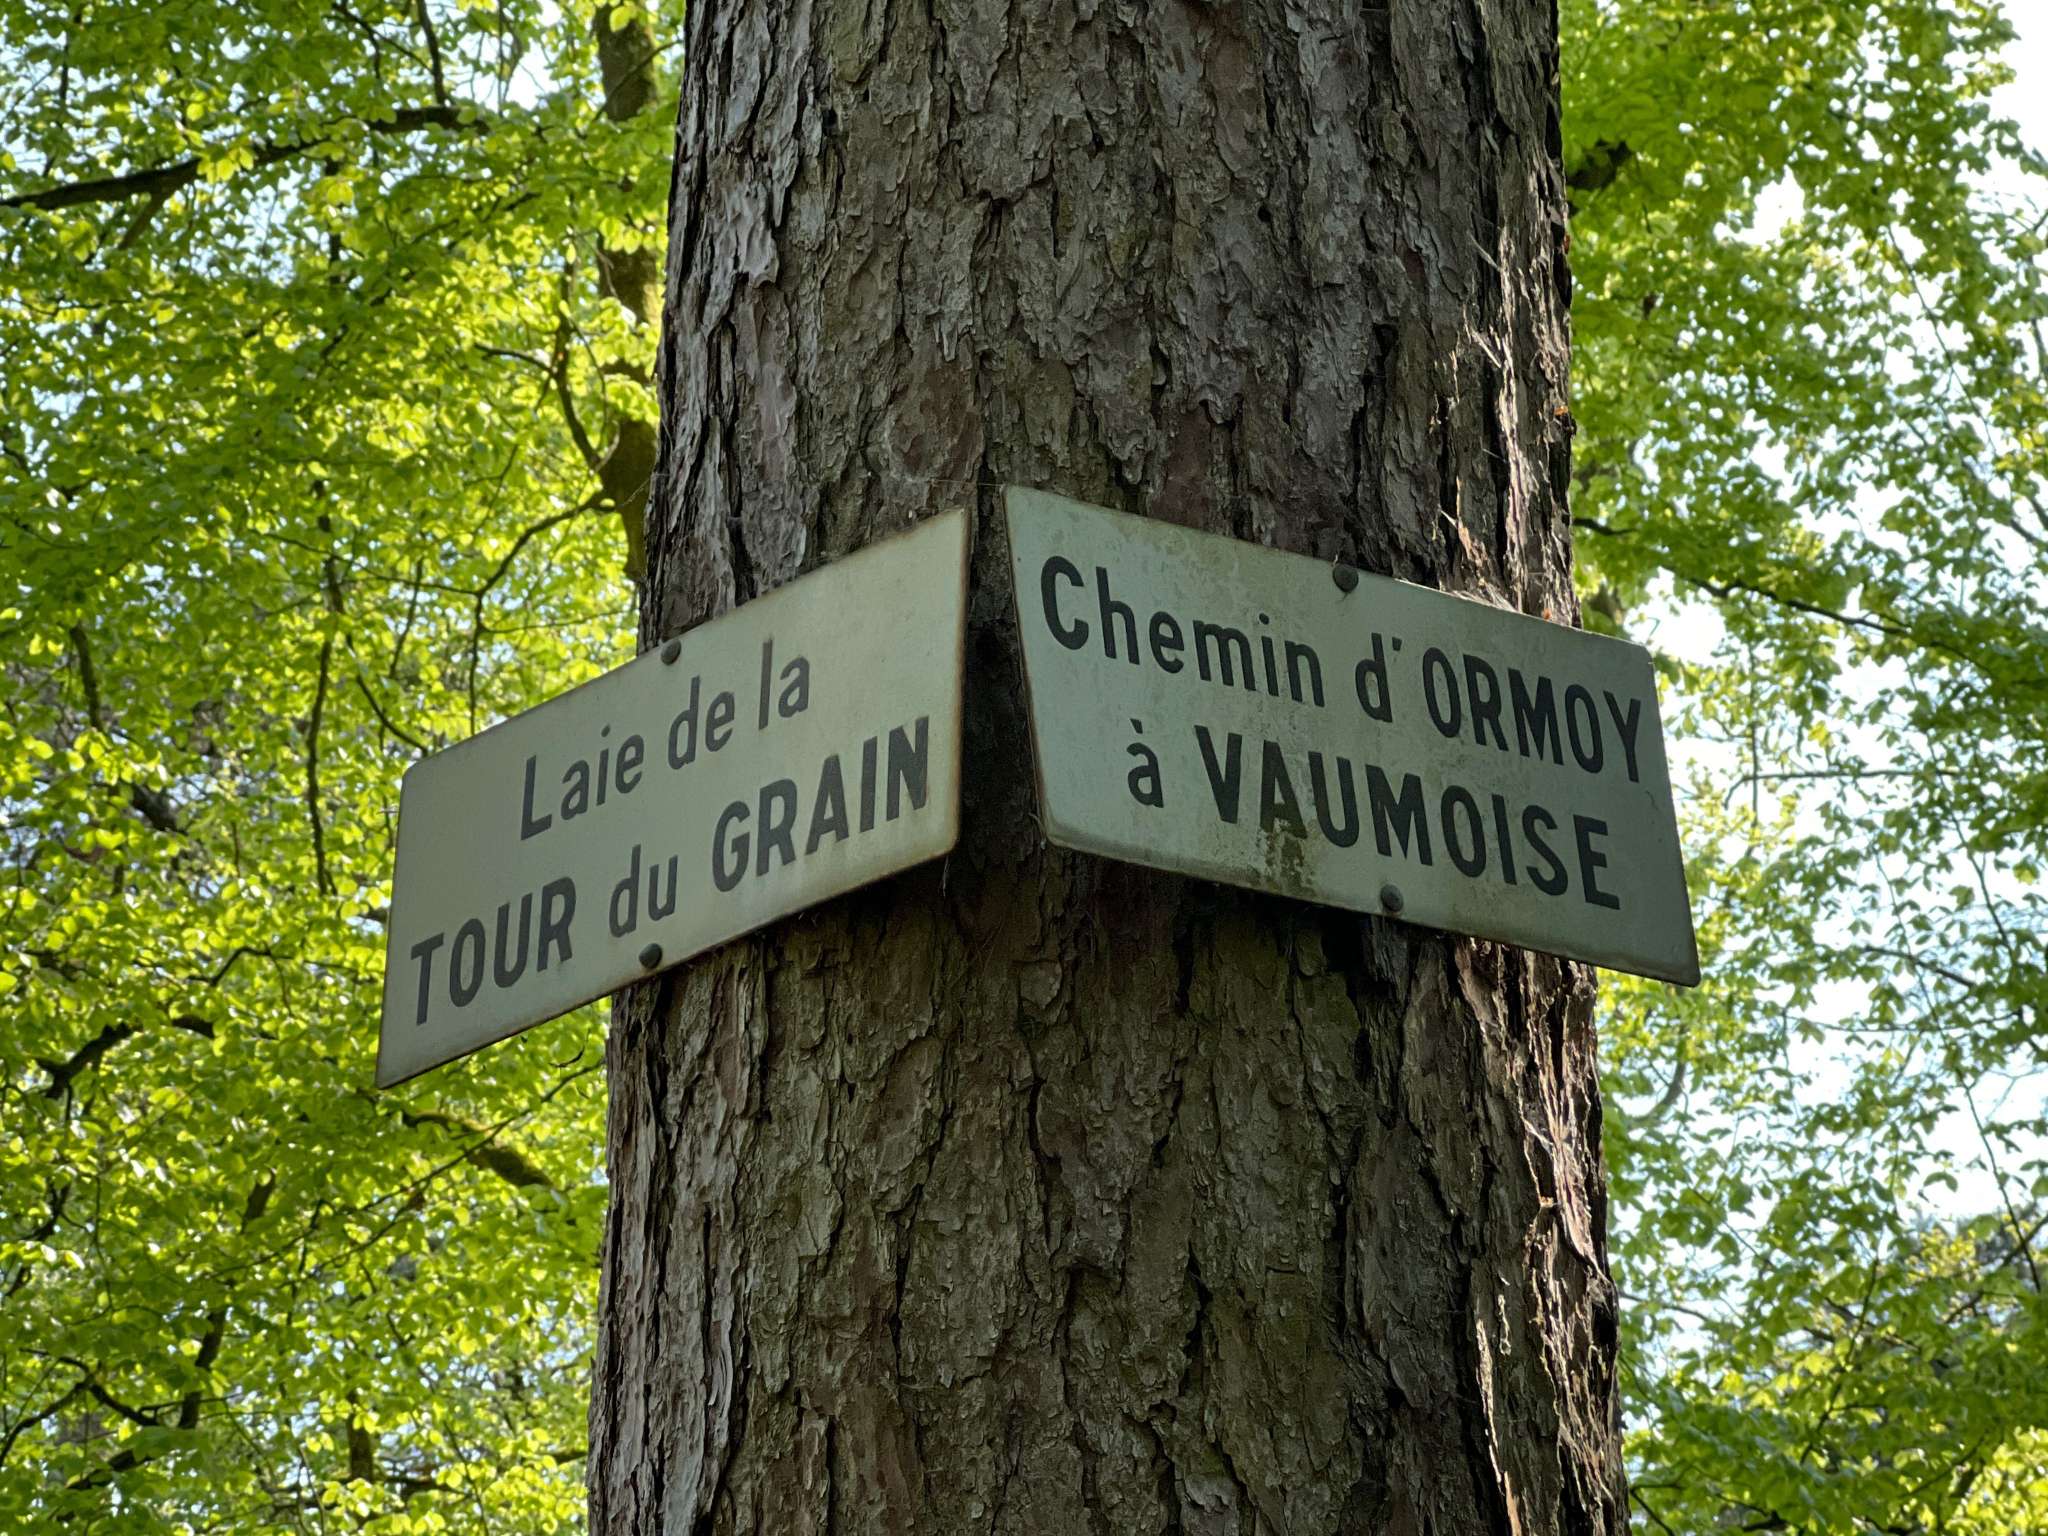 Laie de la
TOUR du GRAIN
Chemin d'ORMOY
à VAUMOISE